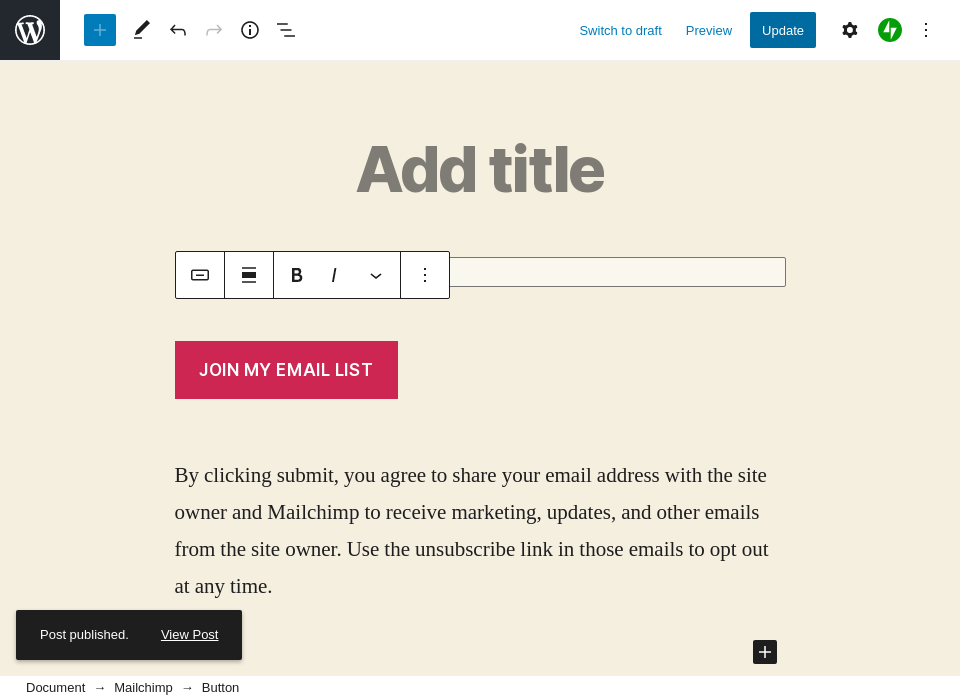 Switch to draft Preview Update
Add title
B I
JOIN MY EMAIL LIST
By clicking submit, you agree to share your email address with the site
owner and Mailchimp to receive marketing, updates, and other emails
from the site owner. Use the unsubscribe link in those emails to opt out
at any time.
Post published. View Post
Document → Mailchimp → Button